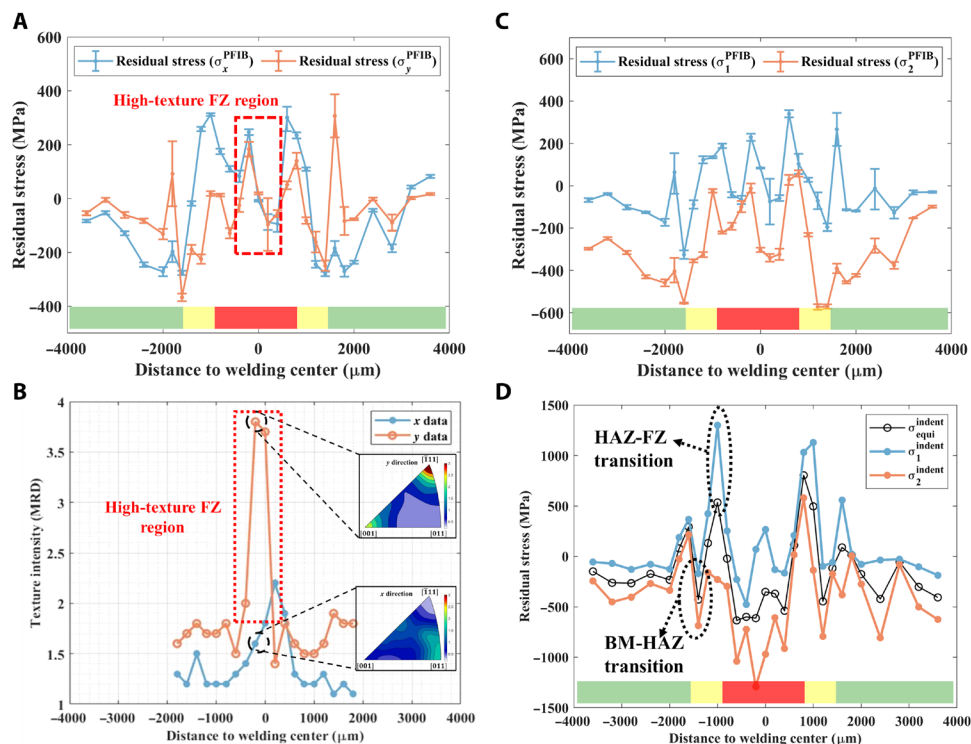 A
600
400
200
0
−200
−400
Residual stress (MPa)
Residual stress (σxPFIB)
Residual stress (σyPFIB)
High-texture FZ region
−4000
−2000
0
2000
4000
Distance to welding center (μm)
C
600
400
200
0
−200
−400
−600
Residual stress (MPa)
Residual stress (σ1PFIB)
Residual stress (σ2PFIB)
−4000
−2000
0
2000
4000
Distance to welding center (μm)
B
4
3.5
3
2.5
2
1.5
1
Texture intensity (MRD)
x data
y data
High-texture FZ
region
y direction
[1̅11]
[001]
[011]
x direction
[1̅11]
[001]
[011]
−4000
−3000
−2000
−1000
0
1000
2000
3000
4000
Distance to welding center (μm)
D
1500
1000
500
0
−500
−1000
−1500
Residual stress (MPa)
HAZ-FZ
transition
BM-HAZ
transition
σequiindent
σ1indent
σ2indent
−4000
−3000
−2000
−1000
0
1000
2000
3000
4000
Distance to welding center (μm)